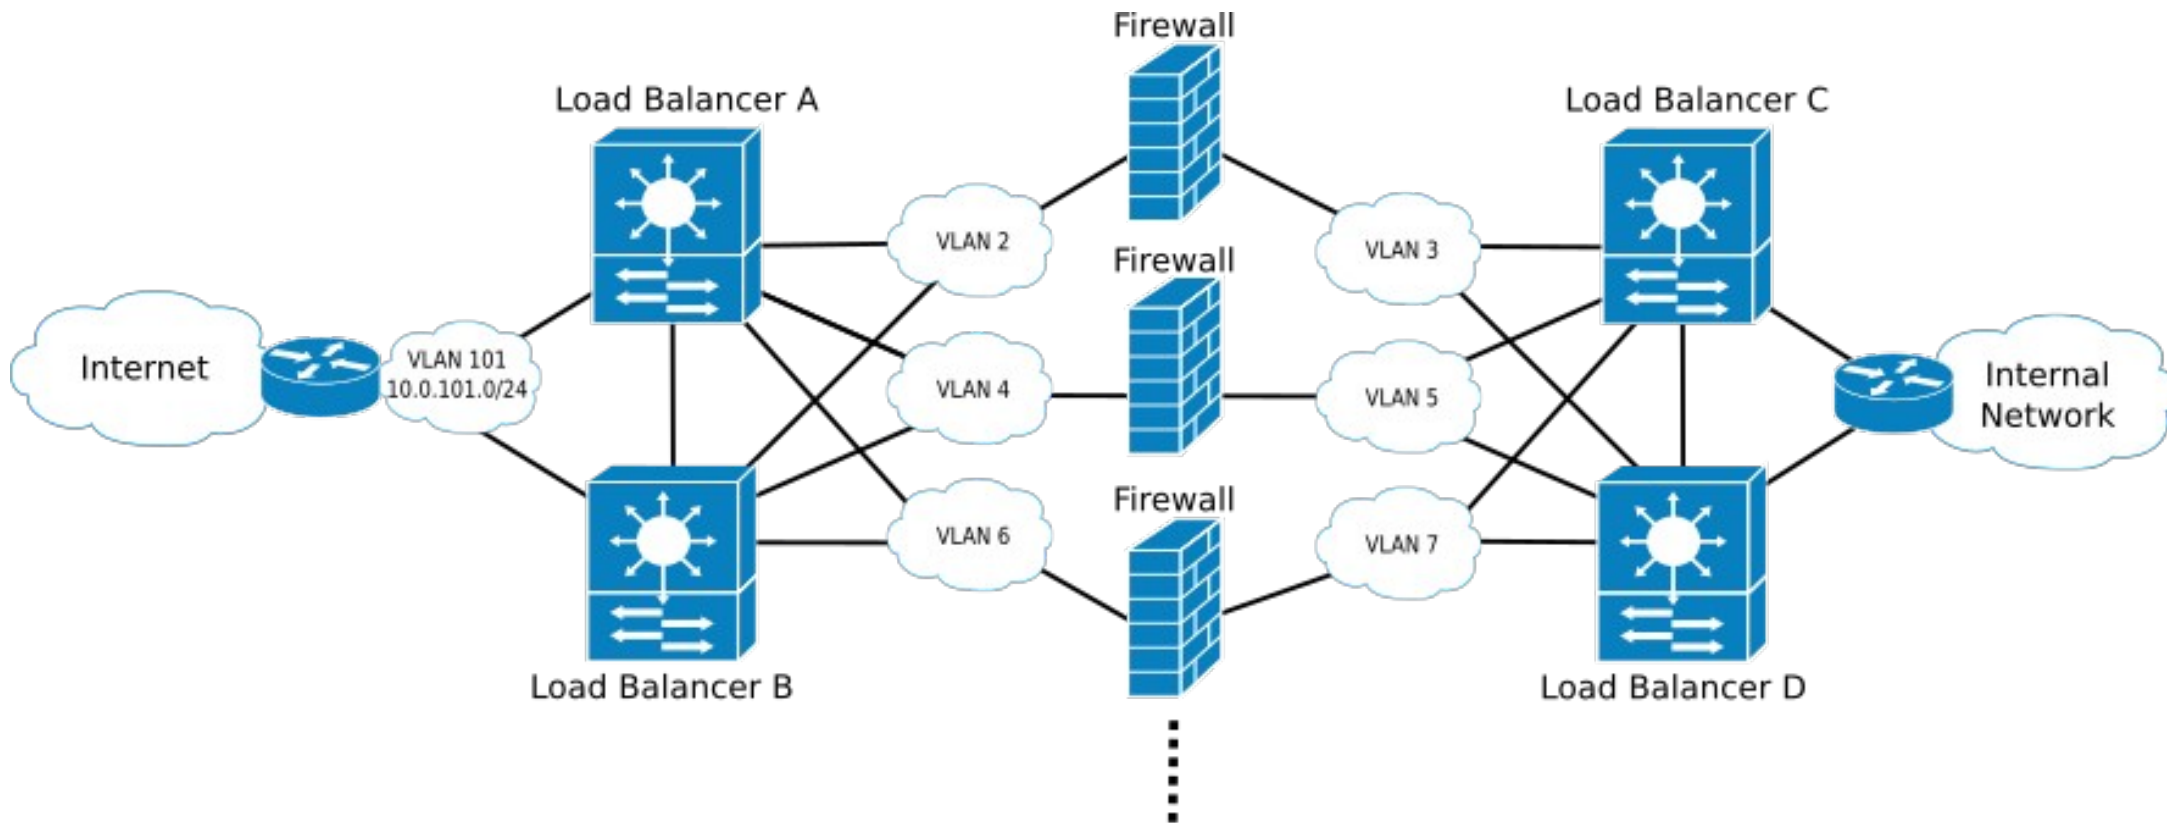 Firewall
Load Balancer A
Load Balancer C
VLAN 2
VLAN 3
Firewall
Internet
VLAN 101
10.0.101.0/24
VLAN 4
VLAN 5
Internal
Network
Firewall
VLAN 6
VLAN 7
Load Balancer B
Load Balancer D